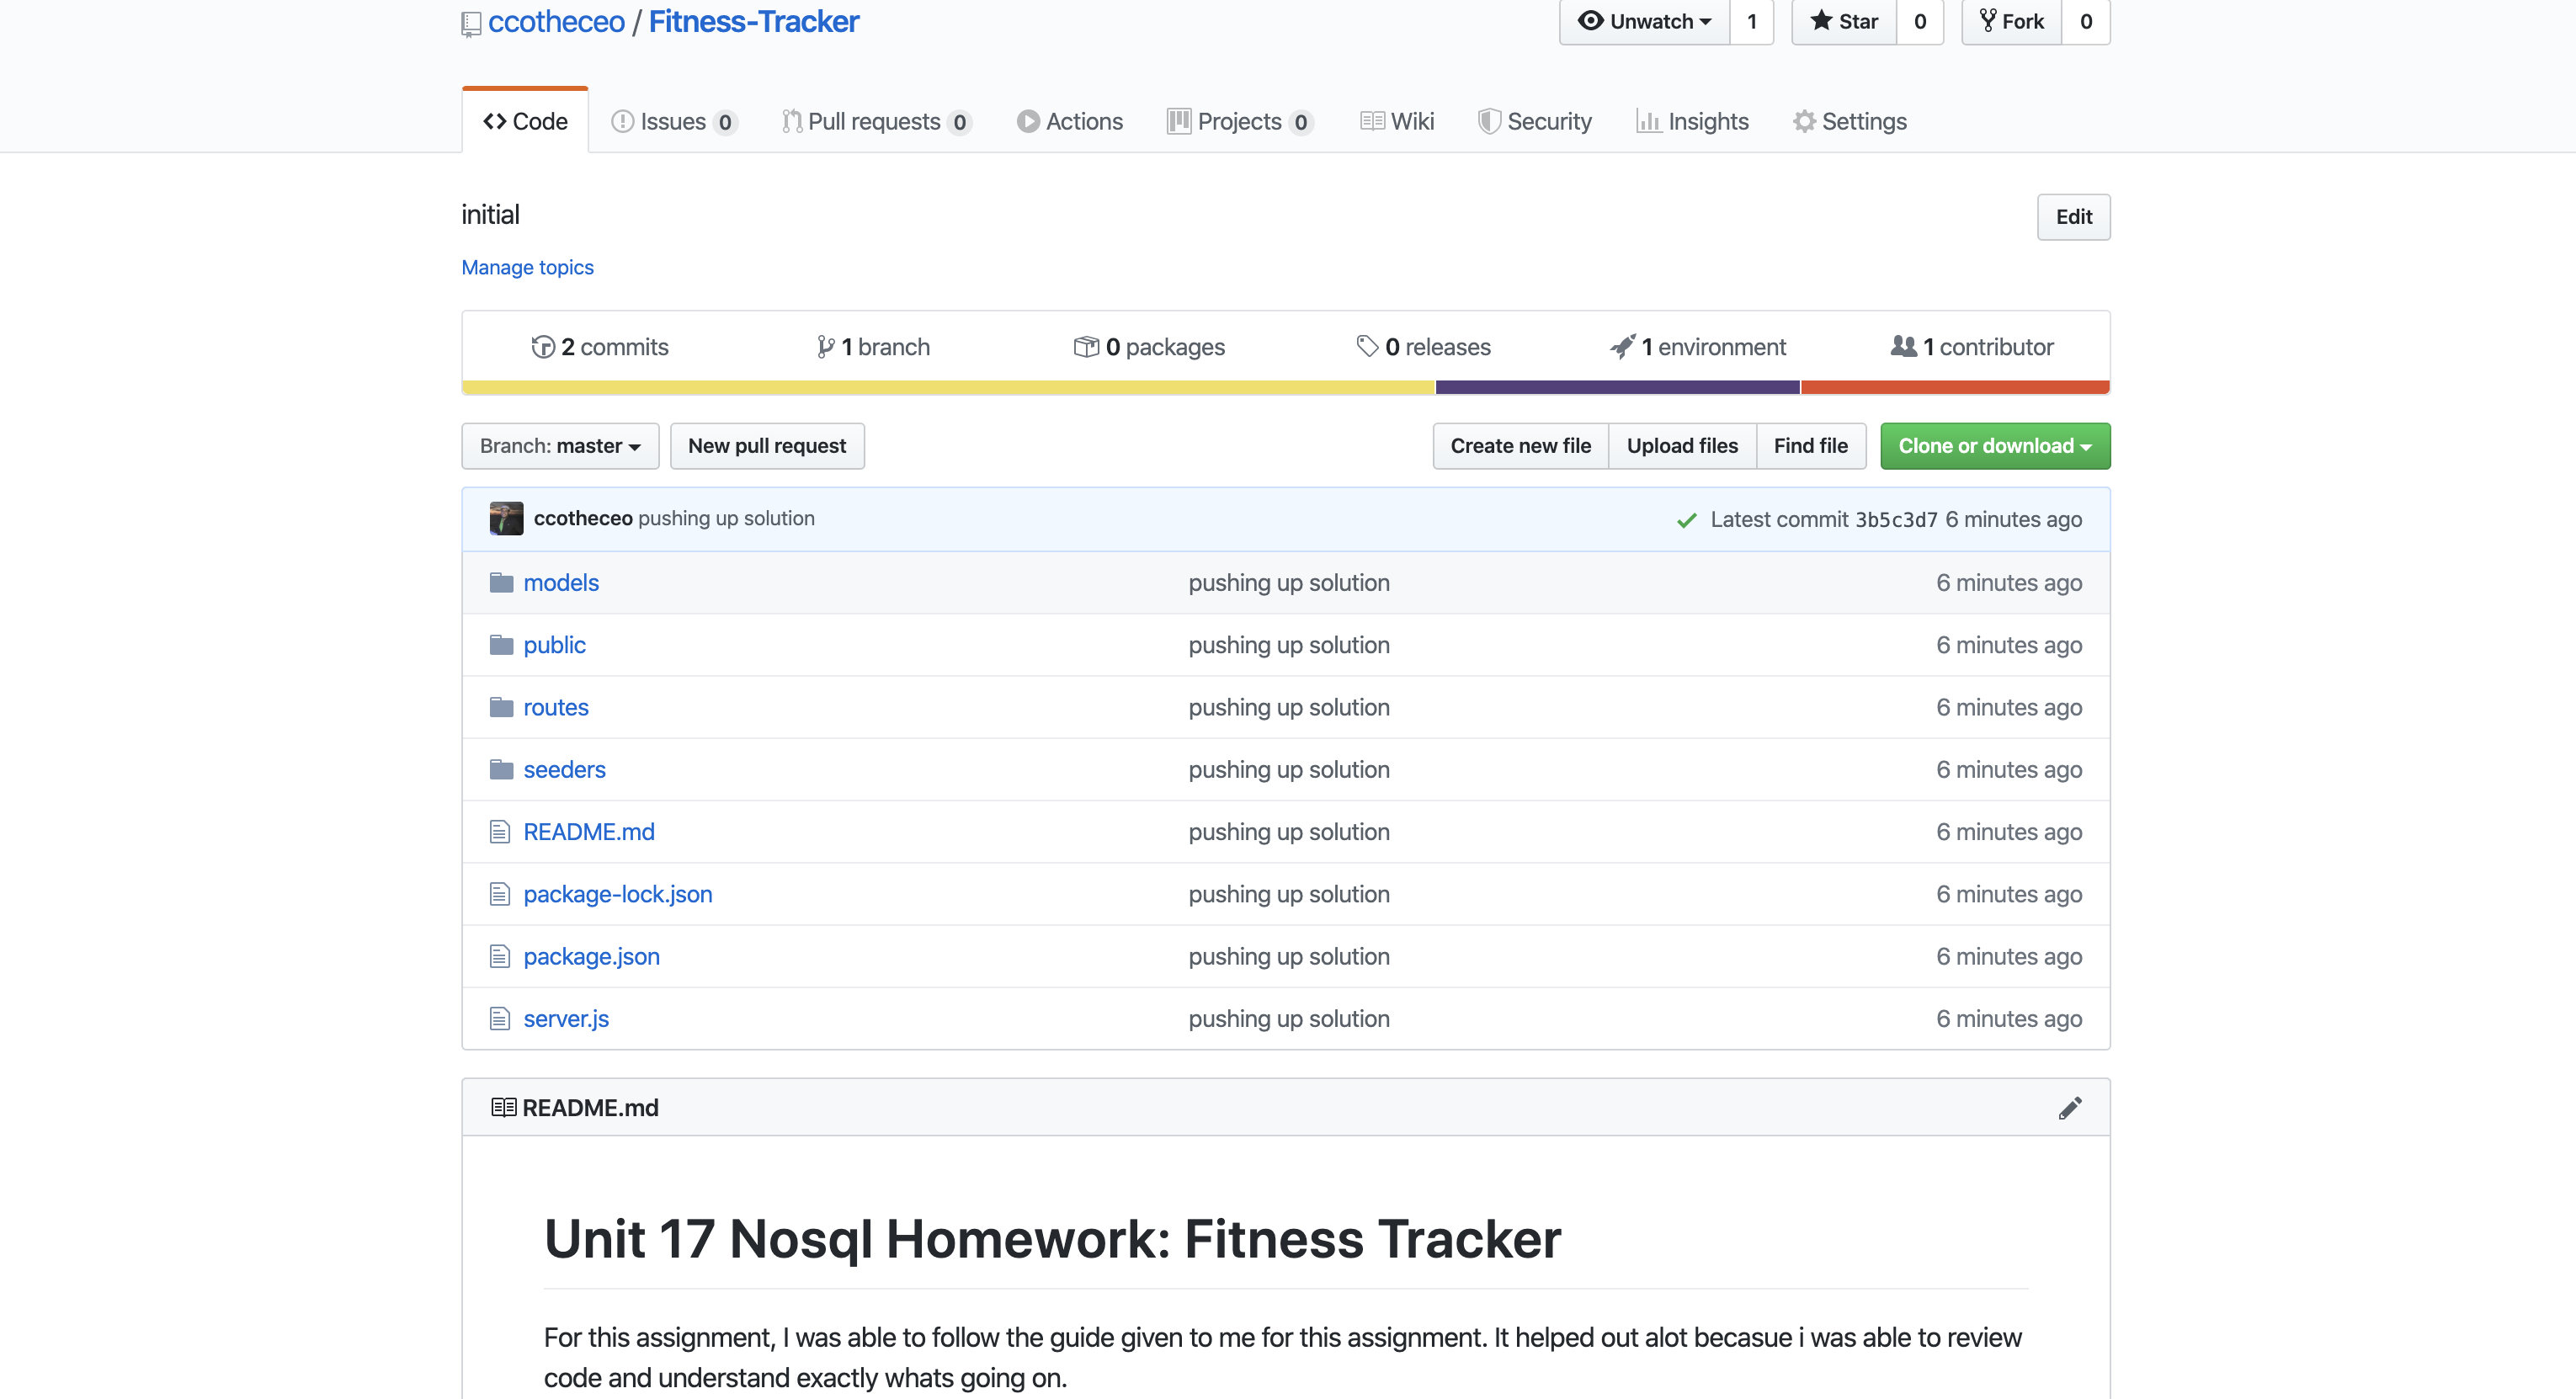 ccotheceo / Fitness-Tracker
Unwatch 1 Star 0 Fork 0
Code Issues 0 Pull requests 0 Actions Projects 0 Wiki Security Insights Settings
initial
Edit
Manage topics
2 commits 1 branch 0 packages 0 releases 1 environment 1 contributor
Branch: master New pull request Create new file Upload files Find file Clone or download
ccotheceo pushing up solution Latest commit 3b5c3d7 6 minutes ago
models pushing up solution 6 minutes ago
public pushing up solution 6 minutes ago
routes pushing up solution 6 minutes ago
seeders pushing up solution 6 minutes ago
README.md pushing up solution 6 minutes ago
package-lock.json pushing up solution 6 minutes ago
package.json pushing up solution 6 minutes ago
server.js pushing up solution 6 minutes ago
README.md
Unit 17 Nosql Homework: Fitness Tracker
For this assignment, I was able to follow the guide given to me for this assignment. It helped out alot becasue i was able to review
code and understand exactly whats going on.